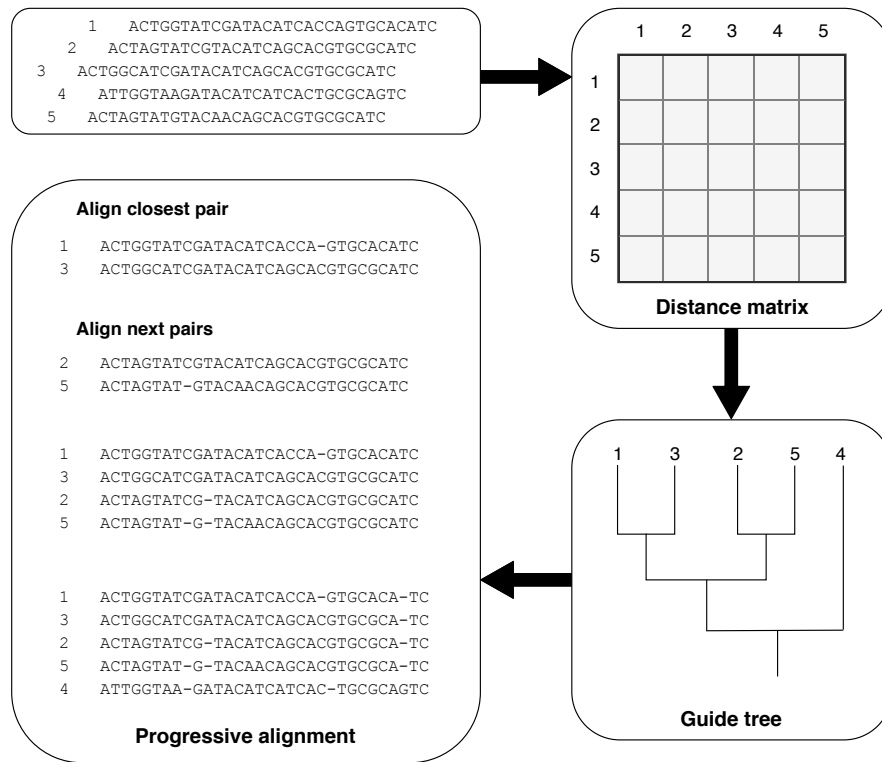 1 ACTGGTATCGATACATCACCAGTGCACATC
2 ACTAGTATCGTACATCAGCACGTGCGCATC
3 ACTGGCATCGATACATCAGCACGTGCGCATC
4 ATTGGTAAGATACATCATCACTGCGCAGTC
5 ACTAGTATGTACAACAGCACGTGCGCATC
1 2 3 4 5
1
2
3
4
5
Distance matrix
Align closest pair
1 ACTGGTATCGATACATCACCA-GTGCACATC
3 ACTGGCATCGATACATCAGCACGTGCGCATC
Align next pairs
2 ACTAGTATCGTACATCAGCACGTGCGCATC
5 ACTAGTAT-GTACAACAGCACGTGCGCATC
1 ACTGGTATCGATACATCACCA-GTGCACATC
3 ACTGGCATCGATACATCAGCACGTGCGCATC
2 ACTAGTATCG-TACATCAGCACGTGCGCATC
5 ACTAGTAT-G-TACAACAGCACGTGCGCATC
1 ACTGGTATCGATACATCACCA-GTGCACA-TC
3 ACTGGCATCGATACATCAGCACGTGCGCA-TC
2 ACTAGTATCG-TACATCAGCACGTGCGCA-TC
5 ACTAGTAT-G-TACAACAGCACGTGCGCA-TC
4 ATTGGTAA-GATACATCATCAC-TGCGCAGTC
Progressive alignment
1 3 2 5 4
Guide tree